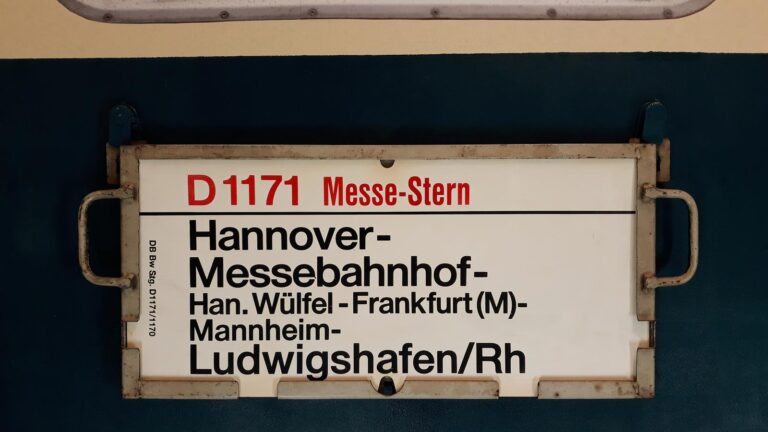 D 1171 Messe-Stern
Hannover-
Messebahnhof-
Han. Wülfel-Frankfurt (M)-
Mannheim-
Ludwigshafen/Rh
DB Bw Stg. D1171/1170